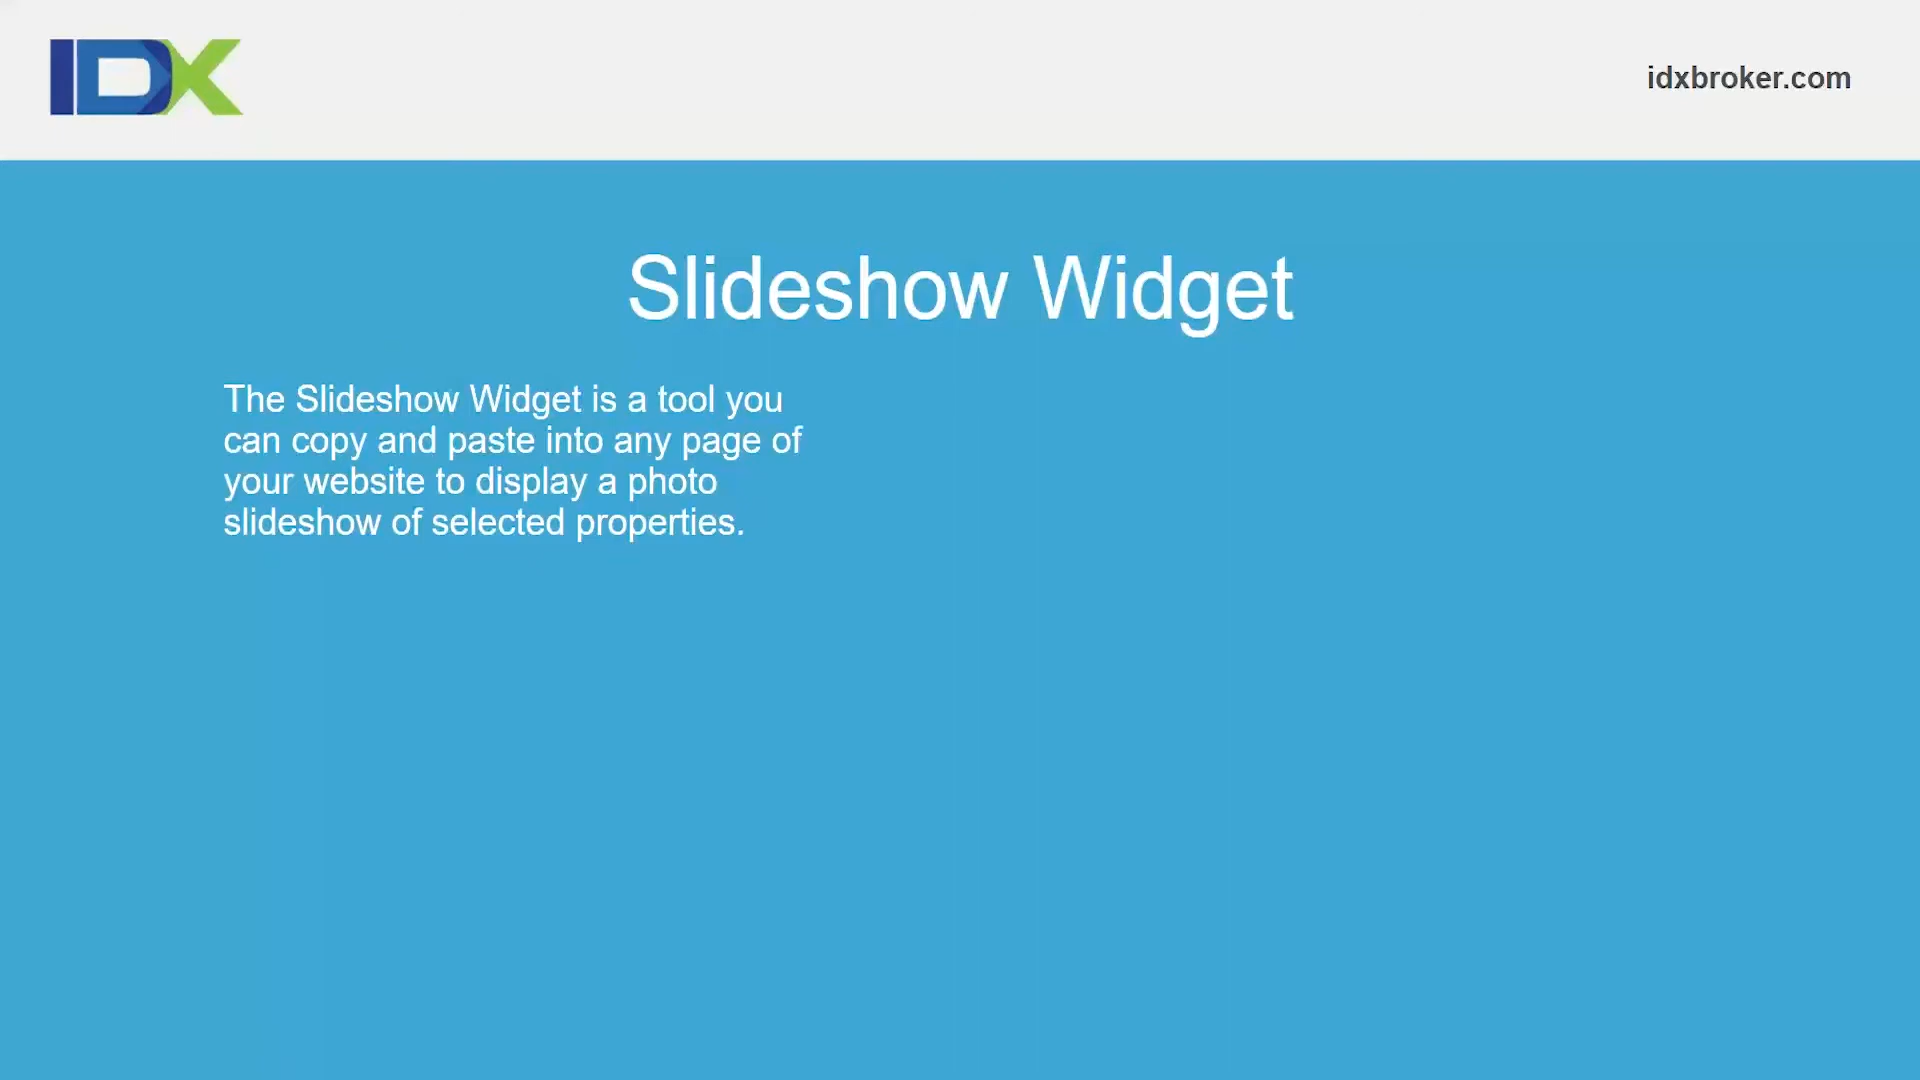 IDX
idxbroker.com
Slideshow Widget
The Slideshow Widget is a tool you
can copy and paste into any page of
your website to display a photo
slideshow of selected properties.